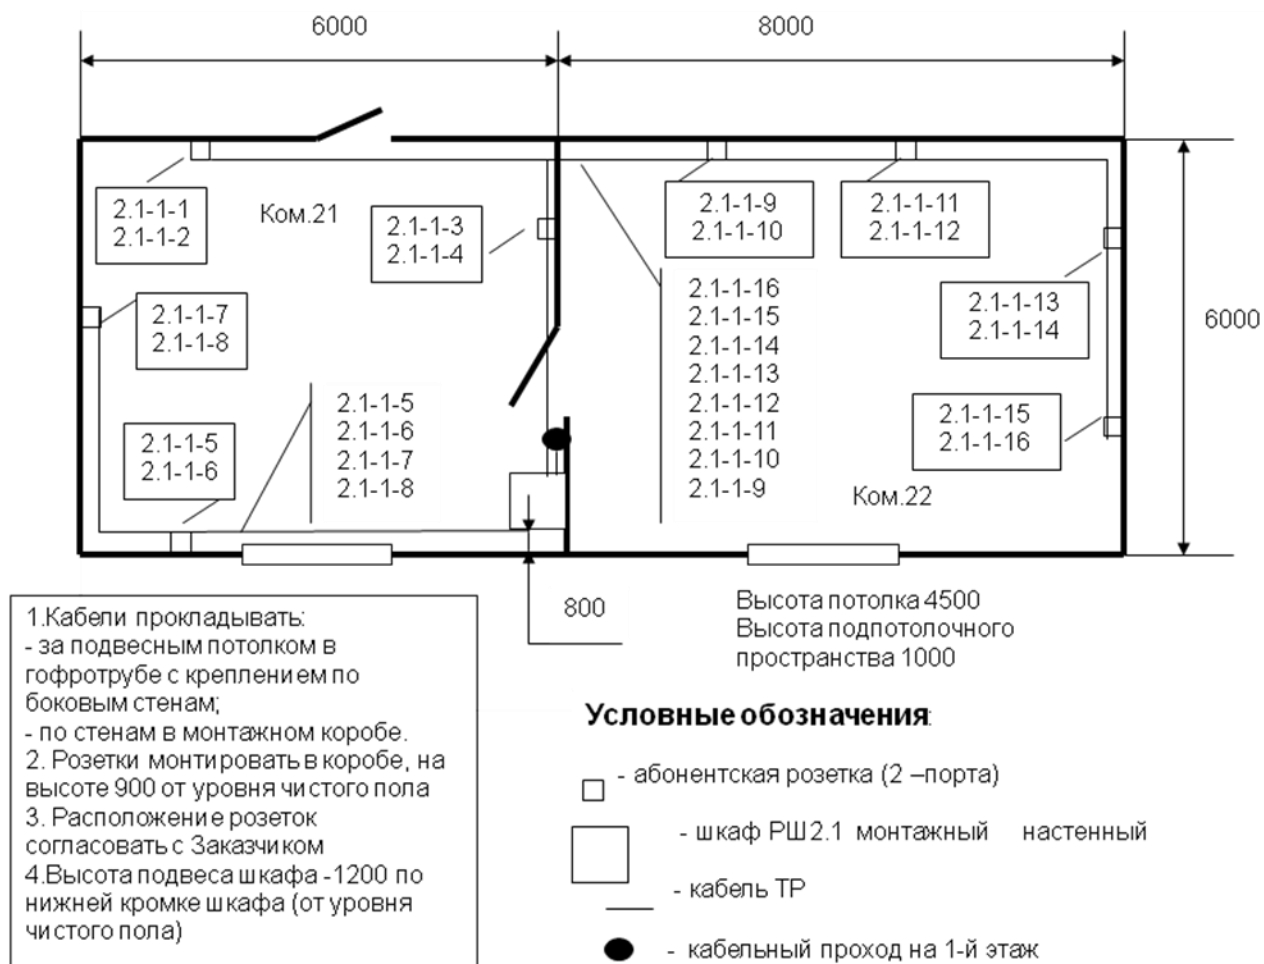 6000
8000
2.1-1-1
2.1-1-2
Ком.21
2.1-1-3
2.1-1-4
2.1-1-9
2.1-1-10
2.1-1-11
2.1-1-12
2.1-1-7
2.1-1-8
2.1-1-16
2.1-1-15
2.1-1-14
2.1-1-13
2.1-1-12
2.1-1-11
2.1-1-10
2.1-1-9
2.1-1-13
2.1-1-14
6000
2.1-1-5
2.1-1-6
2.1-1-5
2.1-1-6
2.1-1-7
2.1-1-8
2.1-1-15
2.1-1-16
Ком.22
800
1.Кабели прокладывать:
- за подвесным потолком в
гофротрубе с креплением по
боковым стенам;
- по стенам в монтажном коробе.
2. Розетки монтировать в коробе, на
высоте 900 от уровня чистого пола
3. Расположение розеток
согласовать с Заказчиком
4.Высота подвеса шкафа -1200 по
нижней кромке шкафа (от уровня
чистого пола)
Высота потолка 4500
Высота подпотолочного
пространства 1000
Условные обозначения:
- абонентская розетка (2 –порта)
- шкаф РШ2.1 монтажный настенный
- кабель ТР
- кабельный проход на 1-й этаж